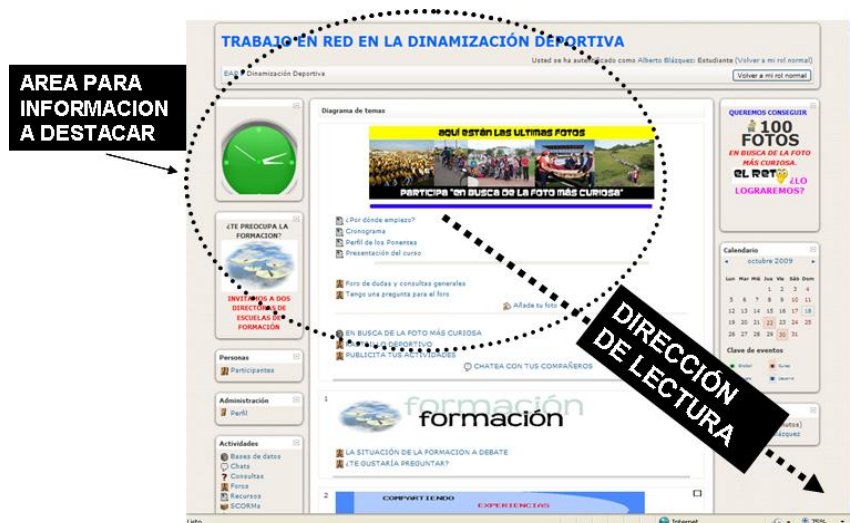 TRABAJO EN RED EN LA DINAMIZACIÓN DEPORTIVA
Usted se ha autentificado como Alberto Blázquez: Estudiante (Volver a mi rol normal)
Dinamización Deportiva
Volver a mi rol normal
AREA PARA
INFORMACION
A DESTACAR
Diagrama de temas
aquí están las ultimas fotos
participa "en busca de la foto más curiosa"
¿Por dónde empiezo?
Cronograma
Perfil de los Ponentes
Presentación del curso
Foro de dudas y consultas generales
Tengo una pregunta para el foro
Añade tu foto
EN BUSCA DE LA FOTO MÁS CURIOSA
LO DEPORTIVO
PUBLICITA TUS ACTIVIDADES
CHATEA CON TUS COMPAÑEROS
1
formación
formación
LA SITUACIÓN DE LA FORMACION A DEBATE
¿TE GUSTARÍA PREGUNTAR?
2
COMPARTIENDO
EXPERIENCIAS
¿TE PREOCUPA LA
FORMACIÓN?
INVITAMOS A DOS
DIRECTORES DE
ESCUELAS DE
FORMACIÓN
Personas
Participantes
Administración
Perfil
Actividades
Bases de datos
Chats
Consultas
Foros
Recursos
SCORMs
QUEREMOS CONSEGUIR
100
FOTOS
EN BUSCA DE LA FOTO
MÁS CURIOSA.
EL RETO
¿LO
LOGRAREMOS?
Calendario
octubre 2009
Lun Mar Mié Jue Vie Sáb Dom
1 2 3 4
5 6 7 8 9 10 11
12 13 14 15 16 17 18
19 20 21 22 23 24 25
26 27 28 29 30 31
Clave de eventos
Global
Curso
Usuario
DIRECCIÓN
DE LECTURA
Listo
Internet
75%